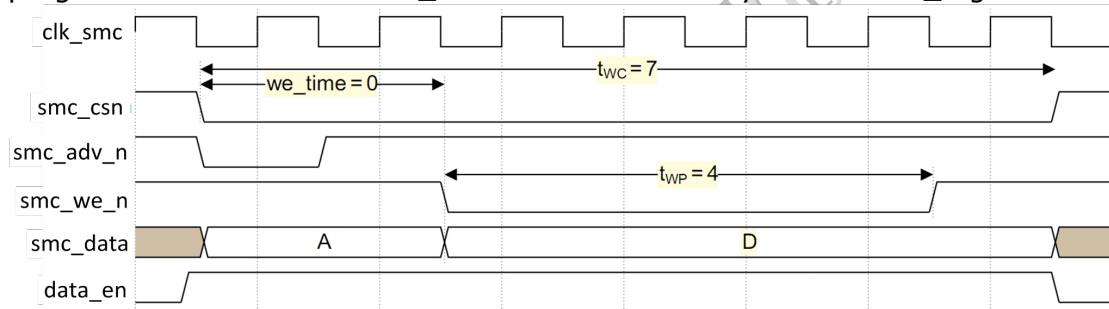 clk_smc
tWC = 7
we_time = 0
smc_csn
smc_adv_n
tWP = 4
smc_we_n
smc_data A D
data_en